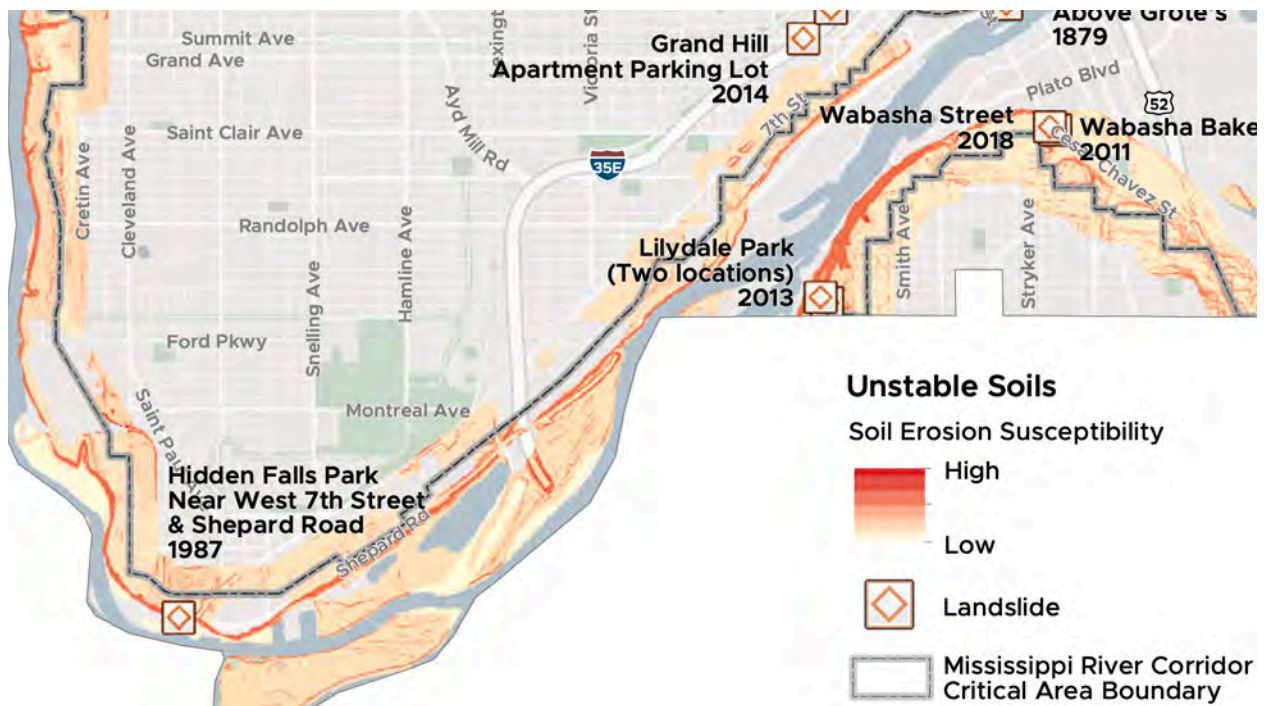 Above Grote's
1879
Summit Ave
Grand Ave
Grand Hill
Apartment Parking Lot
2014
exingt
Victoria St
Ayd Mill Rd
7th St
St
Plato Blvd
52
Wabasha Street
2018
Wabasha Bake
2011
Cesar Chavez St
Saint Clair Ave
35E
Cretin Ave
Cleveland Ave
Randolph Ave
Hamline Ave
Snelling Ave
Lilydale Park
(Two locations)
2013
Smith Ave
Stryker Ave
Ford Pkwy
Montreal Ave
Saint Pau
Hidden Falls Park
Near West 7th Street
& Shepard Road
1987
Shepard Rd
Unstable Soils
Soil Erosion Susceptibility
High
Low
Landslide
Mississippi River Corridor
Critical Area Boundary